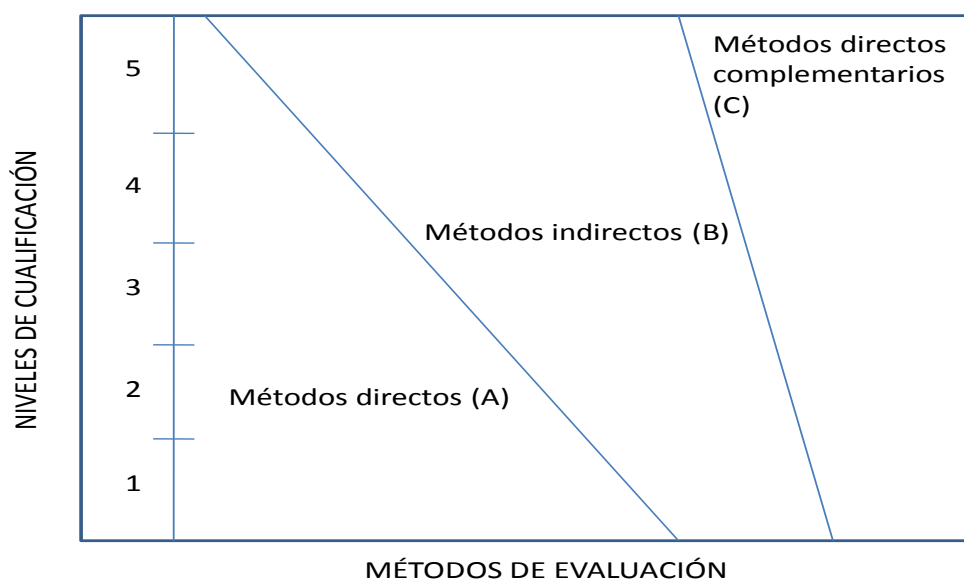 Métodos directos
complementarios
(C)
5
4
Métodos indirectos (B)
3
2
Métodos directos (A)
1
NIVELES DE CUALIFICACIÓN
MÉTODOS DE EVALUACIÓN